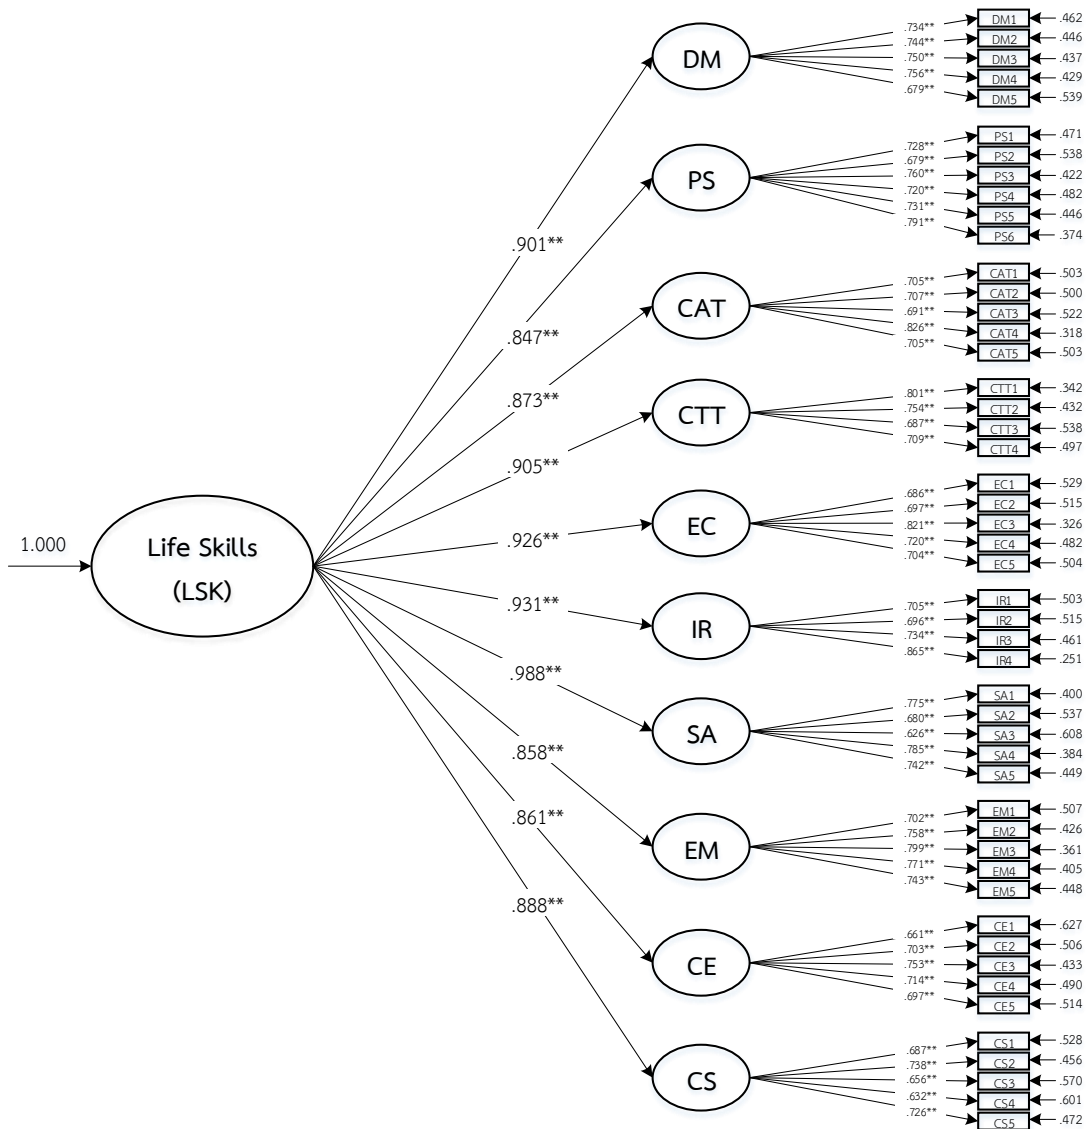 1.000
Life Skills
(LSK)
.901**
.847**
.873**
.905**
.926**
.931**
.988**
.858**
.861**
.888**
DM
.734**
.744**
.750**
.756**
.679**
DM1 .462
DM2 .446
DM3 .437
DM4 .429
DM5 .539
PS
.728**
.679**
.760**
.720**
.731**
.791**
PS1 .471
PS2 .538
PS3 .422
PS4 .482
PS5 .446
PS6 .374
CAT
.705**
.707**
.691**
.826**
.705**
CAT1 .503
CAT2 .500
CAT3 .522
CAT4 .318
CAT5 .503
CTT
.801**
.754**
.687**
.709**
CTT1 .342
CTT2 .432
CTT3 .538
CTT4 .497
EC
.686**
.697**
.821**
.720**
.704**
EC1 .529
EC2 .515
EC3 .326
EC4 .482
EC5 .504
IR
.705**
.696**
.734**
.865**
IR1 .503
IR2 .515
IR3 .461
IR4 .251
SA
.775**
.680**
.626**
.785**
.742**
SA1 .400
SA2 .537
SA3 .608
SA4 .384
SA5 .449
EM
.702**
.758**
.799**
.771**
.743**
EM1 .507
EM2 .426
EM3 .361
EM4 .405
EM5 .448
CE
.661**
.703**
.753**
.714**
.697**
CE1 .627
CE2 .506
CE3 .433
CE4 .490
CE5 .514
CS
.687**
.738**
.656**
.632**
.726**
CS1 .528
CS2 .456
CS3 .570
CS4 .601
CS5 .472